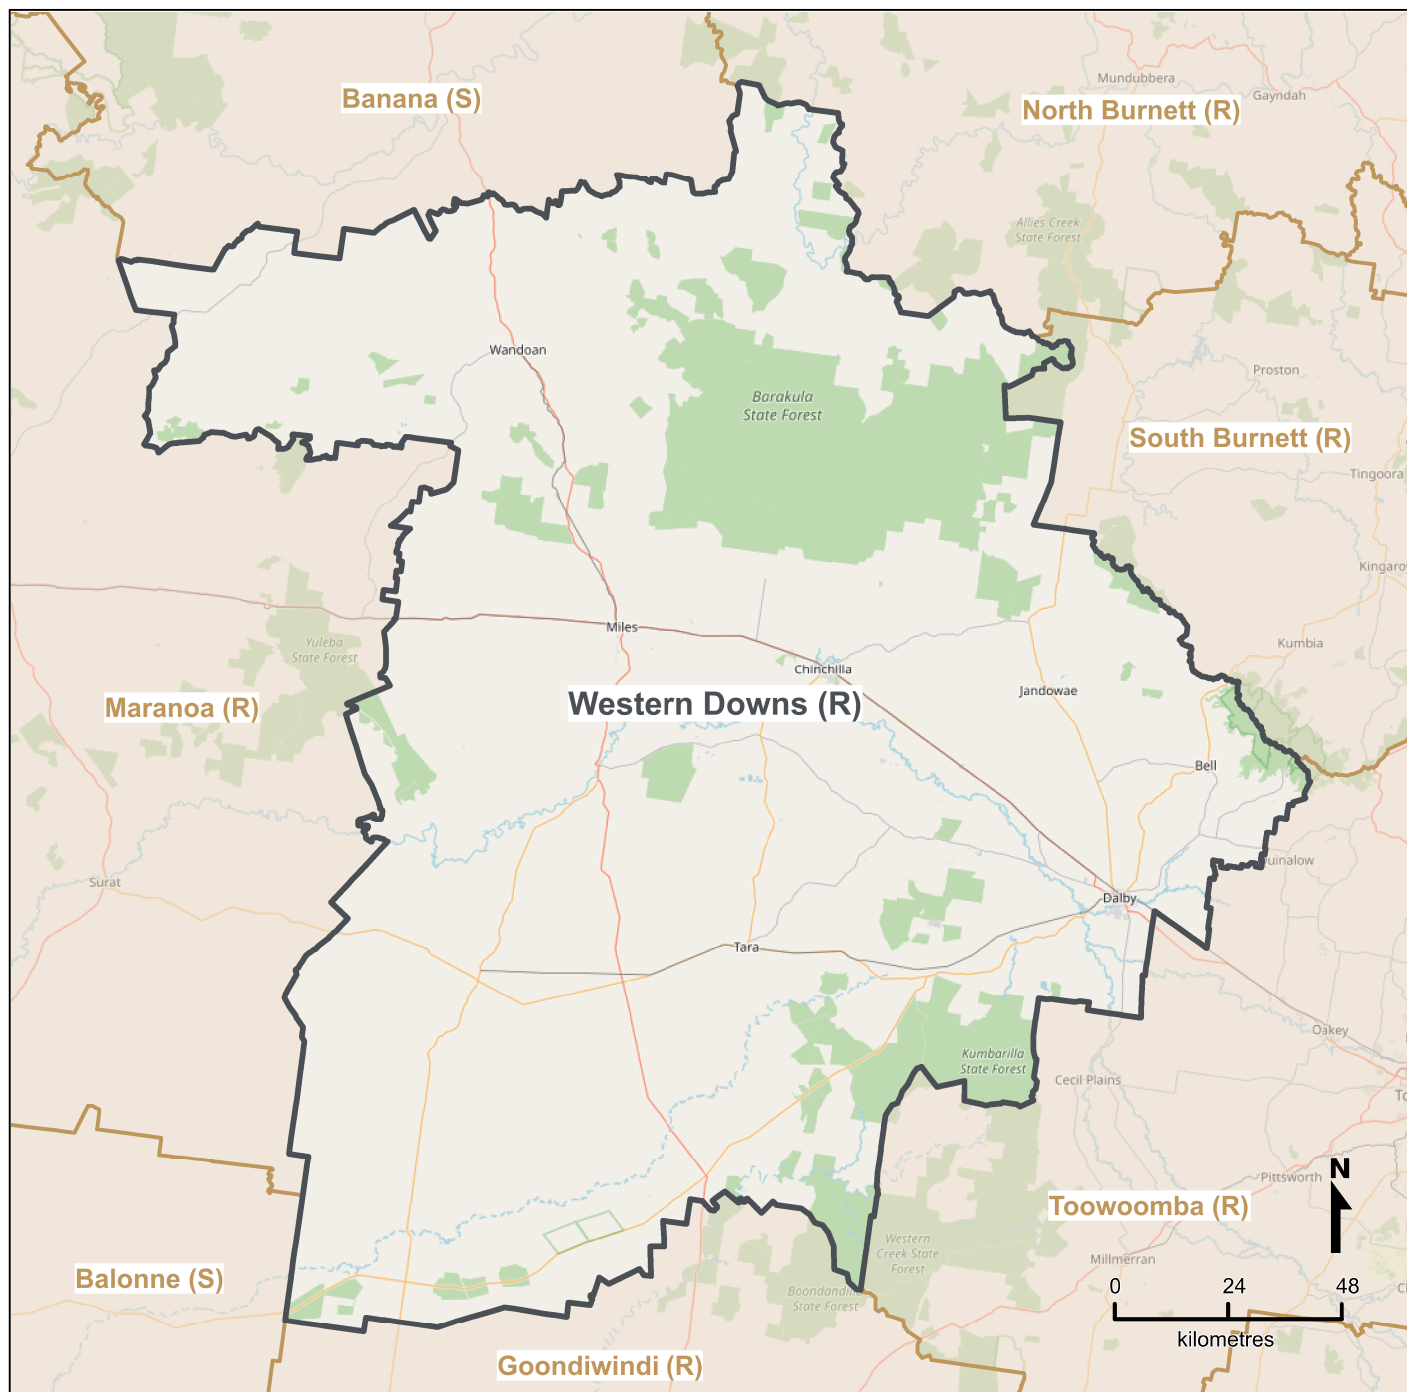 Mundubbera
Banana (S)
Gayndah
North Burnett (R)
Allies Creek
State Forest
Wandoan
Proston
Barakula
State Forest
South Burnett (R)
Tingoora
Kingaroy
Miles
Yuleba
State Forest
Kumbia
Chinchilla
Jandowae
Maranoa (R)
Western Downs (R)
Bell
Surat
Quinalow
Dalby
Tara
Oakey
Kumbarilla
State Forest
Cecil Plains
N
Pittsworth
Toowoomba (R)
Western
Creek State
Forest
Millmerran
Balonne (S)
Boondandilla
State Forest
0 24 48
kilometres
Goondiwindi (R)